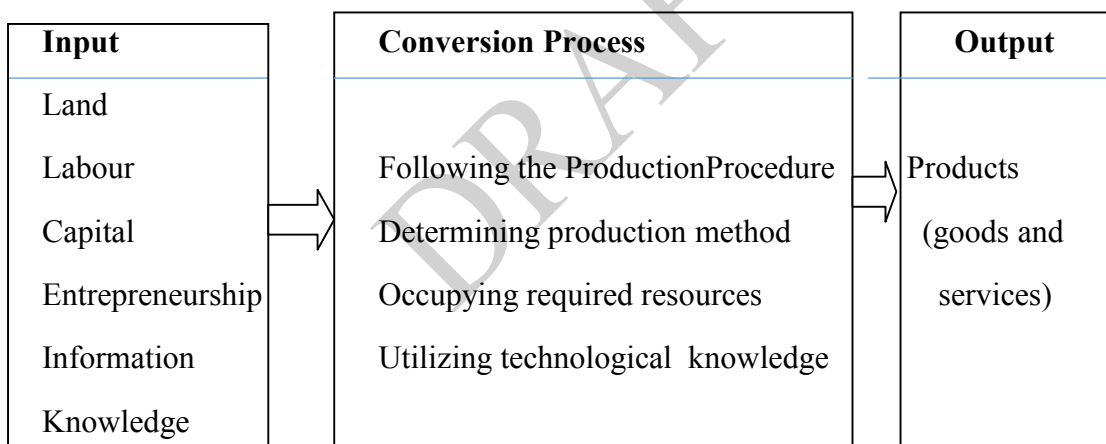 Input
Land
Labour
Capital
Entrepreneurship
Information
Knowledge
Conversion Process
Following the ProductionProcedure
Determining production method
Occupying required resources
Utilizing technological knowledge
Output
Products
(goods and
services)